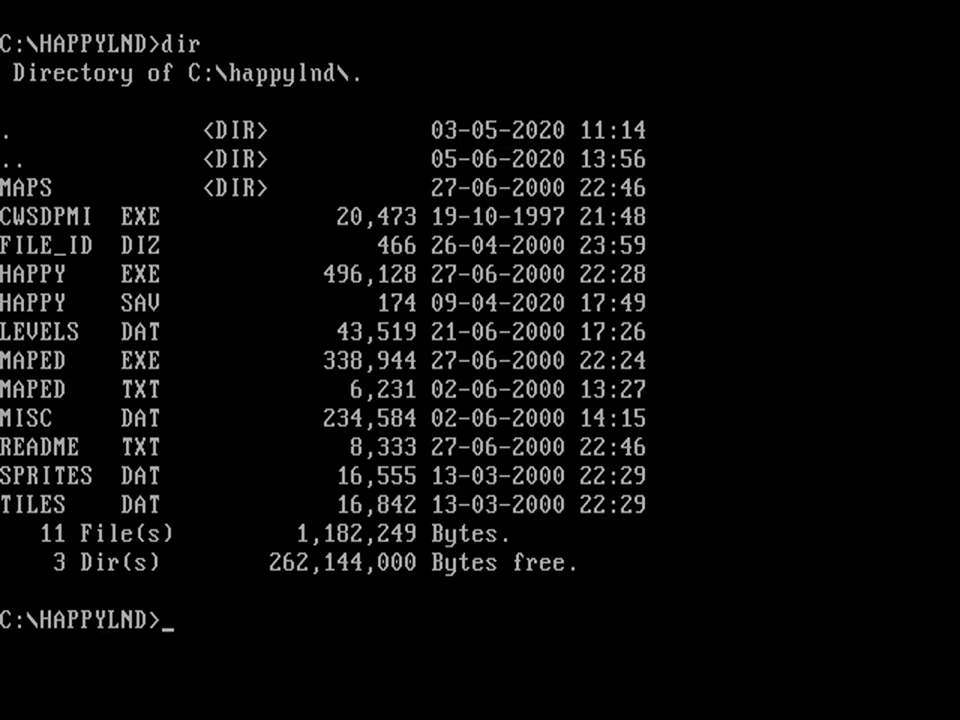 C:\HAPPYLND>dir
Directory of C:\happylnd\.
. <DIR> 03-05-2020 11:14
.. <DIR> 05-06-2020 13:56
MAPS <DIR> 27-06-2000 22:46
CWSDPMI EXE 20,473 19-10-1997 21:48
FILE_ID DIZ 466 26-04-2000 23:59
HAPPY EXE 496,128 27-06-2000 22:28
HAPPY SAV 174 09-04-2020 17:49
LEVELS DAT 43,519 21-06-2000 17:26
MAPED EXE 338,944 27-06-2000 22:24
MAPED TXT 6,231 02-06-2000 13:27
MISC DAT 234,584 02-06-2000 14:15
README TXT 8,333 27-06-2000 22:46
SPRITES DAT 16,555 13-03-2000 22:29
TILES DAT 16,842 13-03-2000 22:29
11 File(s) 1,182,249 Bytes.
3 Dir(s) 262,144,000 Bytes free.
C:\HAPPYLND>_